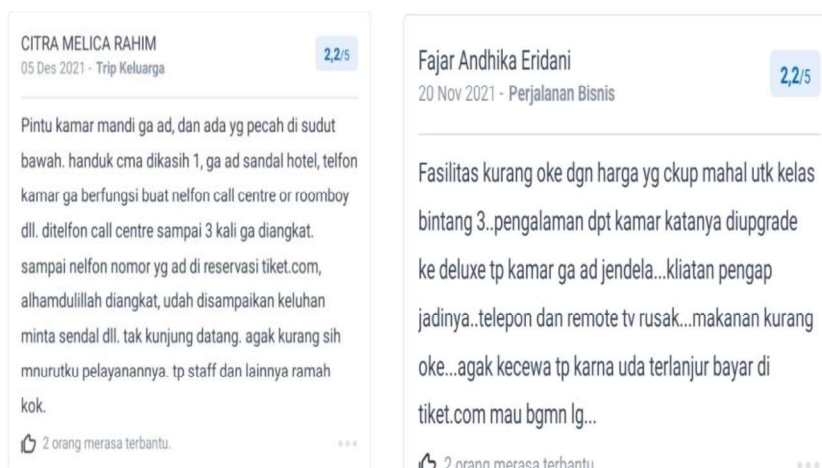 CITRA MELICA RAHIM
2,2/5
05 Des 2021 - Trip Keluarga
Pintu kamar mandi ga ad, dan ada yg pecah di sudut
bawah. handuk cma dikasih 1, ga ad sandal hotel, telfon
kamar ga berfungsi buat nelfon call centre or roomboy
dll. ditelfon call centre sampai 3 kali ga diangkat.
sampai nelfon nomor yg ad di reservasi tiket.com,
alhamdulillah diangkat, udah disampaikan keluhan
minta sendal dll. tak kunjung datang. agak kurang sih
mnurutku pelayanannya. tp staff dan lainnya ramah
kok.
2 orang merasa terbantu.
Fajar Andhika Eridani
2,2/5
20 Nov 2021 - Perjalanan Bisnis
Fasilitas kurang oke dgn harga yg ckup mahal utk kelas
bintang 3..pengalaman dpt kamar katanya diupgrade
ke deluxe tp kamar ga ad jendela...kliatan pengap
jadinya..telepon dan remote tv rusak...makanan kurang
oke...agak kecewa tp karna uda terlanjur bayar di
tiket.com mau bgmn lg...
2 orang merasa terbantu